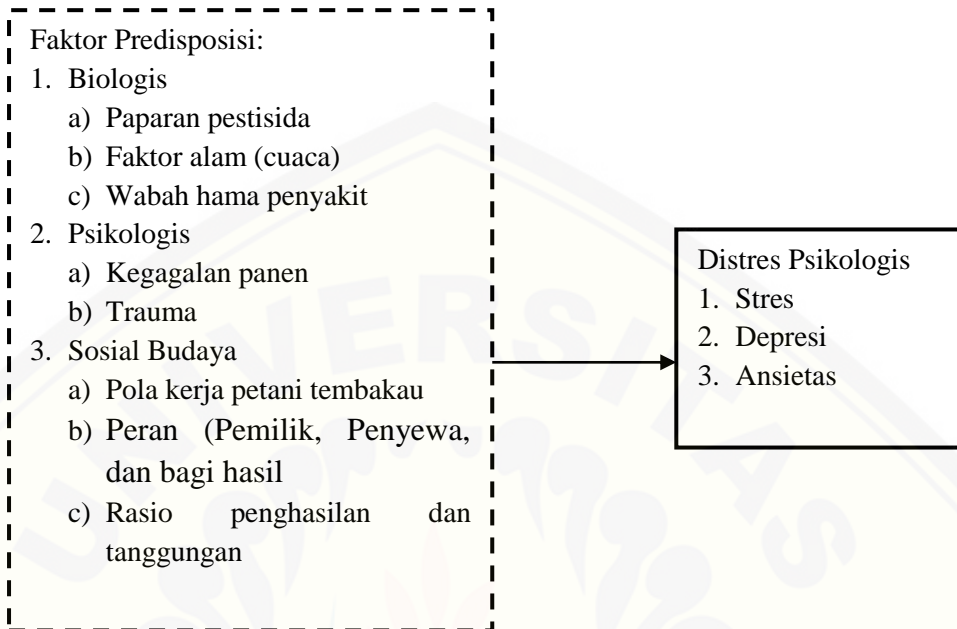 Faktor Predisposisi:
1. Biologis
a) Paparan pestisida
b) Faktor alam (cuaca)
c) Wabah hama penyakit
2. Psikologis
a) Kegagalan panen
b) Trauma
3. Sosial Budaya
a) Pola kerja petani tembakau
b) Peran (Pemilik, Penyewa,
dan bagi hasil
c) Rasio penghasilan dan
tanggungan
Distres Psikologis
1. Stres
2. Depresi
3. Ansietas
UNIVERSITAS